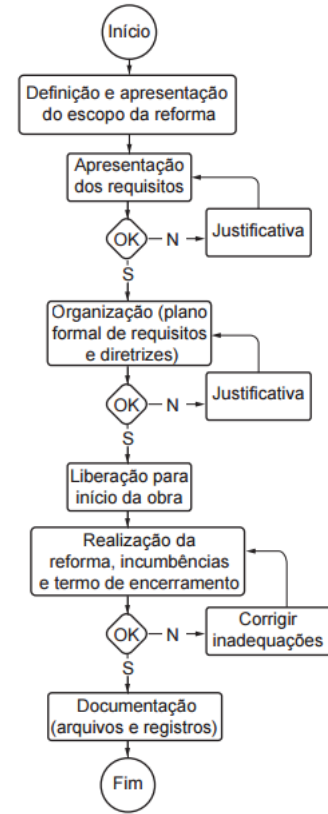 Início
Definição e apresentação
do escopo da reforma
Apresentação
dos requisitos
OK
N
Justificativa
S
Organização (plano
formal de requisitos
e diretrizes)
OK
N
Justificativa
S
Liberação para
início da obra
Realização da
reforma, incumbências
e termo de encerramento
OK
N
Corrigir
inadequações
S
Documentação
(arquivos e registros)
Fim